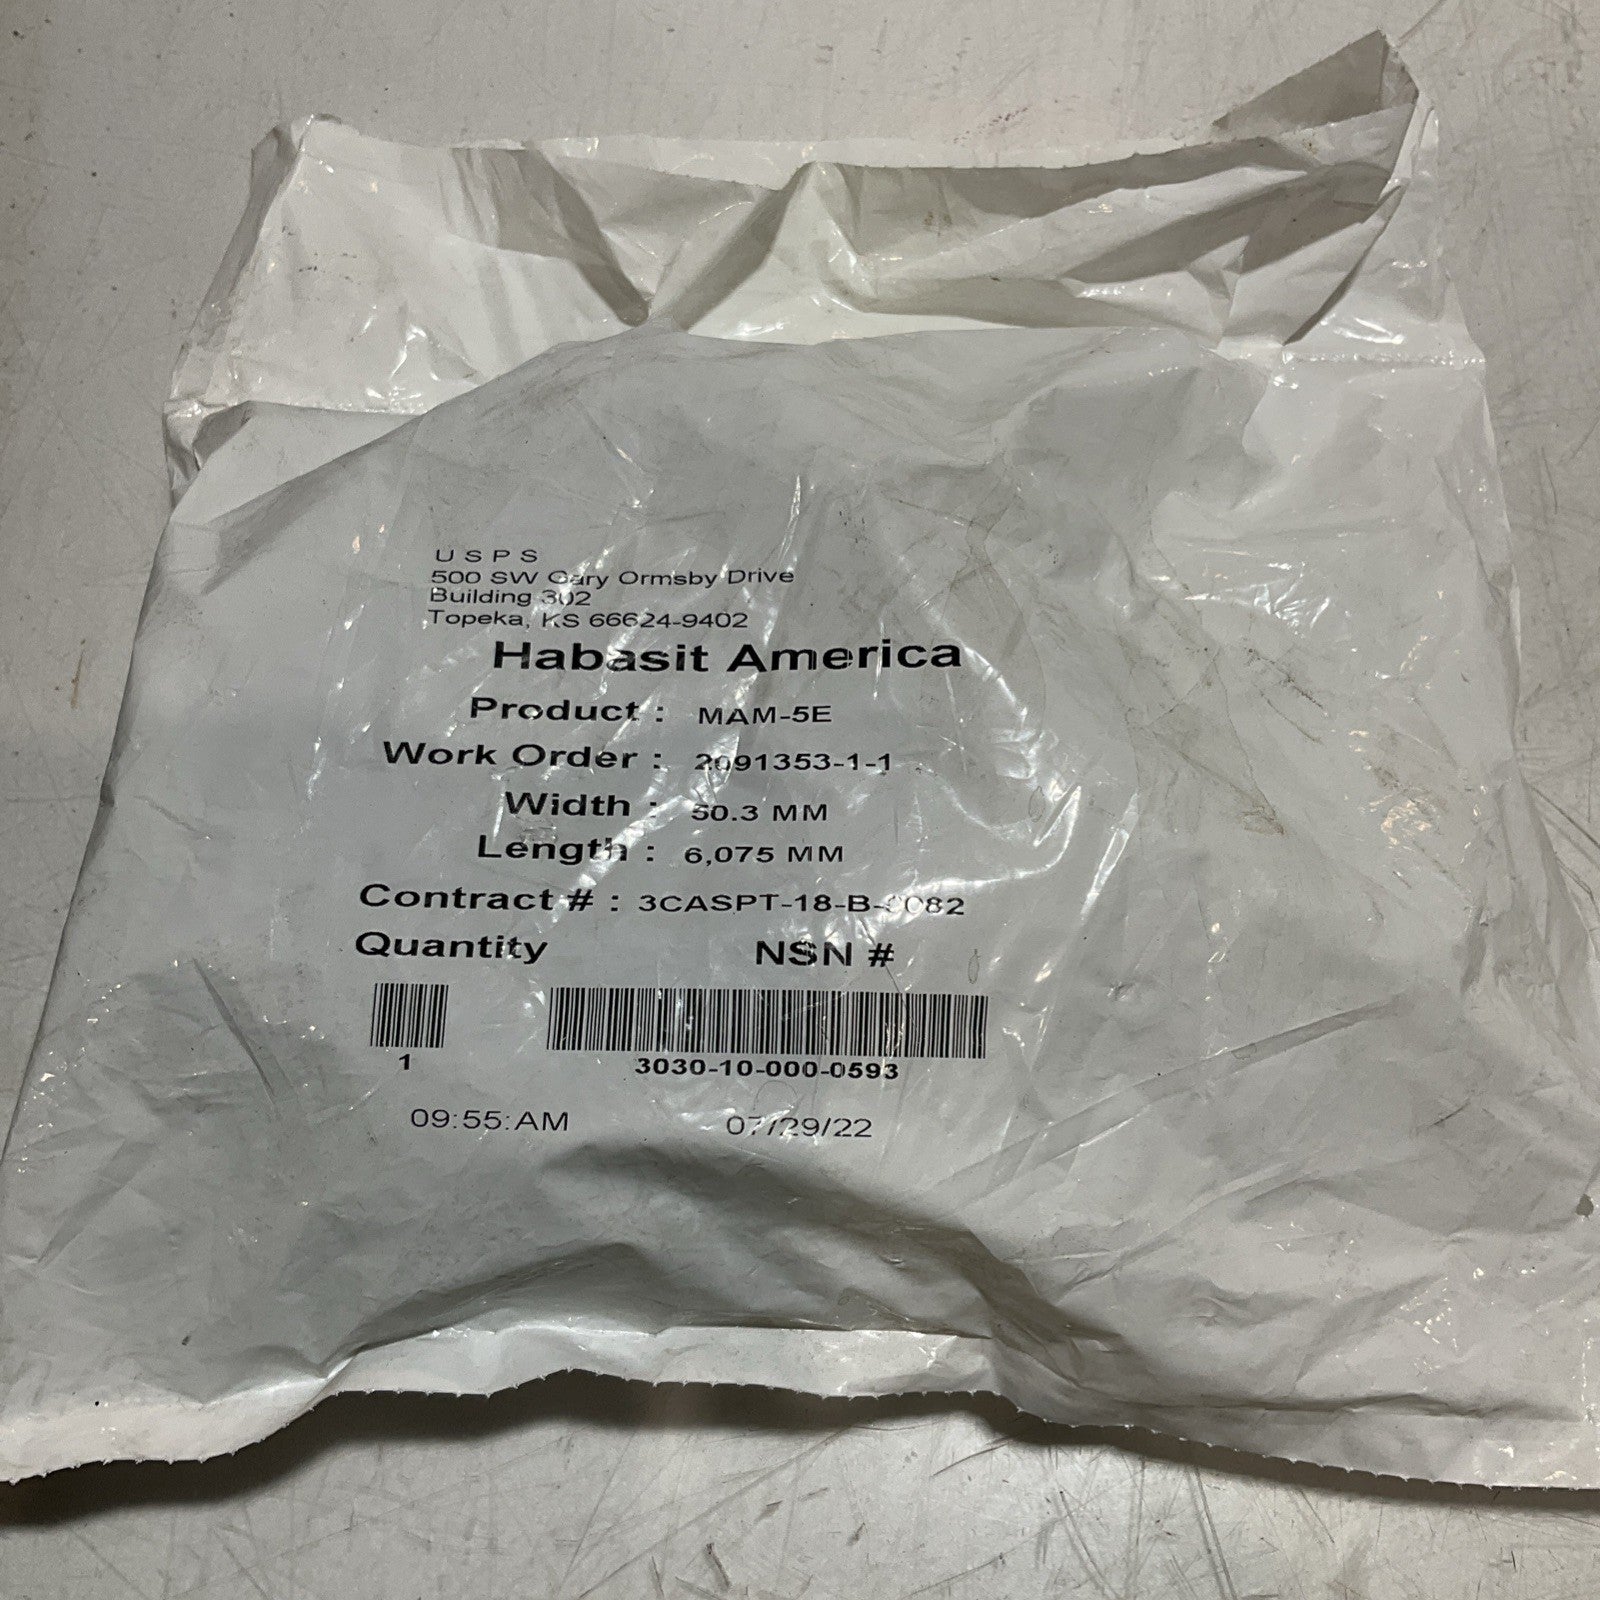 U S P S
500 SW Gary Ormsby Drive
Building 302
Topeka, KS 66624-9402
Habasit America
Product : MAM-5E
Work Order : 2091353-1-1
Width : 50.3 MM
Length : 6,075 MM
Contract # : 3CASPT-18-B-0082
Quantity NSN #
1 3030-10-000-0593
09:55:AM 07/29/22